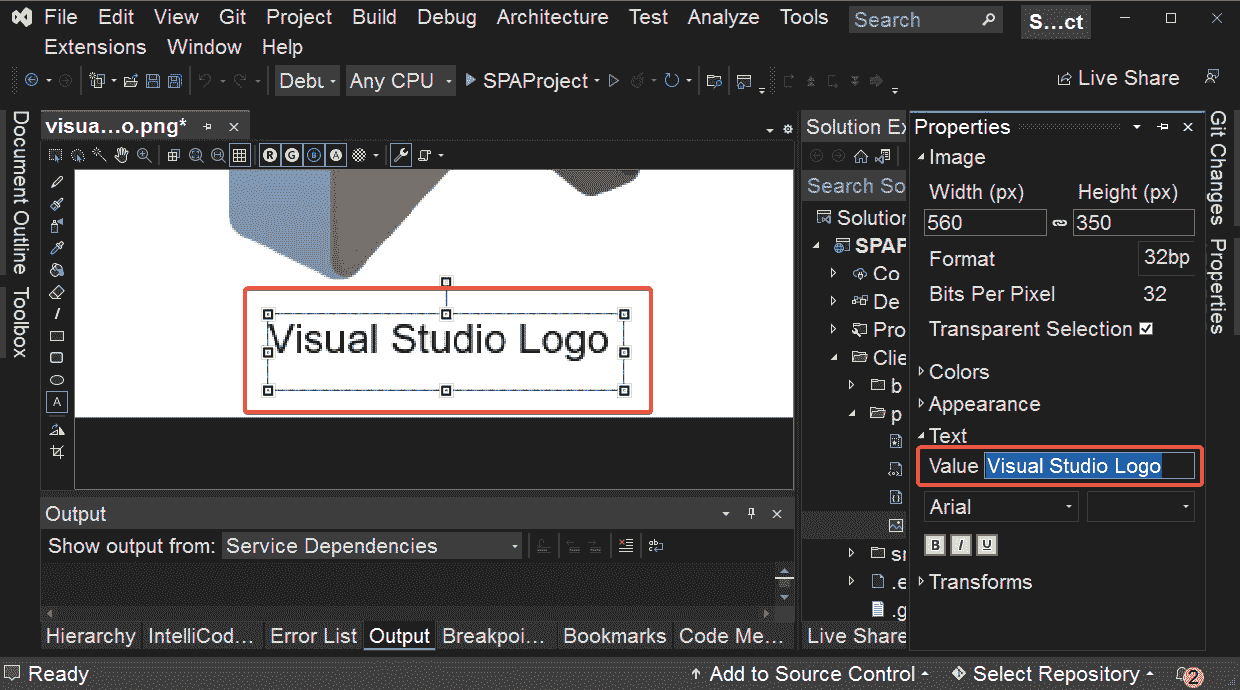 File Edit View Git Project Build Debug Architecture Test Analyze Tools Search S...ct
Extensions Window Help
Debu Any CPU SPAProject Live Share
Document Outline
Toolbox
visua...o.png*
R G B A
A
Visual Studio Logo
Output
Show output from: Service Dependencies
Hierarchy IntelliCod... Error List Output Breakpoi... Bookmarks Code Me...
Solution Ex
Search So
Solution
SPAP
Co
De
Pro
Clie
b
p
sr
.e
.g
Live Share
Properties
Image
Width (px) Height (px)
560 350
Format 32bp
Bits Per Pixel 32
Transparent Selection
Colors
Appearance
Text
Value Visual Studio Logo
Arial
B I U
Transforms
Git Changes
Properties
Ready Add to Source Control Select Repository 2